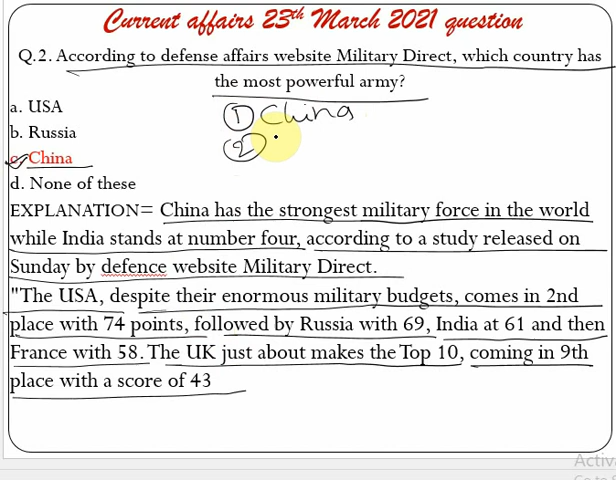 Current affairs 23th March 2021 question
Q.2. According to defense affairs website Military Direct, which country has
the most powerful army?
a. USA
① China
b. Russia
②
c. China
d. None of these
EXPLANATION= China has the strongest military force in the world
while India stands at number four, according to a study released on
Sunday by defence website Military Direct.
"The USA, despite their enormous military budgets, comes in 2nd
place with 74 points, followed by Russia with 69, India at 61 and then
France with 58. The UK just about makes the Top 10, coming in 9th
place with a score of 43